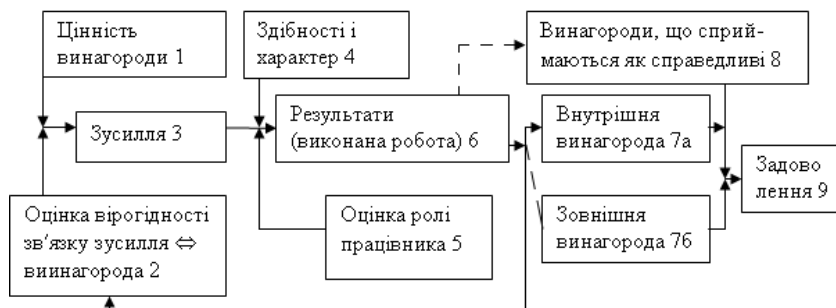 Цінність
винагороди 1
Здібності і
характер 4
Винагороди, що сприй-
маються як справедливі 8
Зусилля 3
Результати
(виконана робота) 6
Внутрішня
винагорода 7а
Задово
лення 9
Оцінка вірогідності
зв'язку зусилля ⇔
виинагорода 2
Оцінка ролі
працівника 5
Зовнішня
винагорода 7б